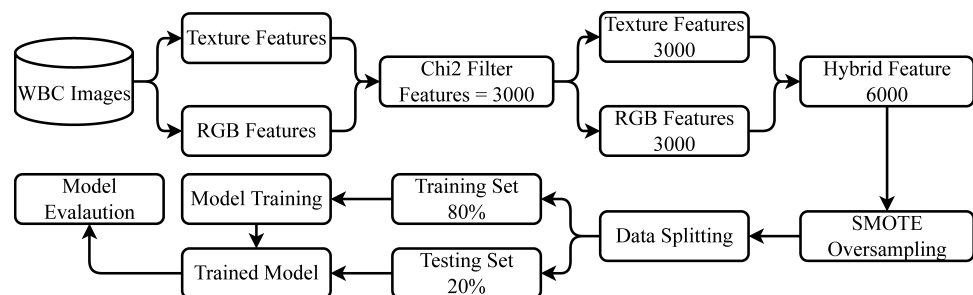 WBC Images
Texture Features
RGB Features
Chi2 Filter
Features = 3000
Texture Features
3000
RGB Features
3000
Hybrid Feature
6000
SMOTE
Oversampling
Data Splitting
Training Set
80%
Testing Set
20%
Model Training
Trained Model
Model
Evalaution